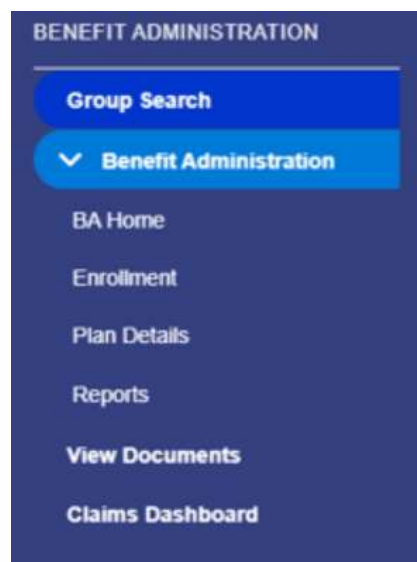 BENEFIT ADMINISTRATION
Group Search
Benefit Administration
BA Home
Enrollment
Plan Details
Reports
View Documents
Claims Dashboard